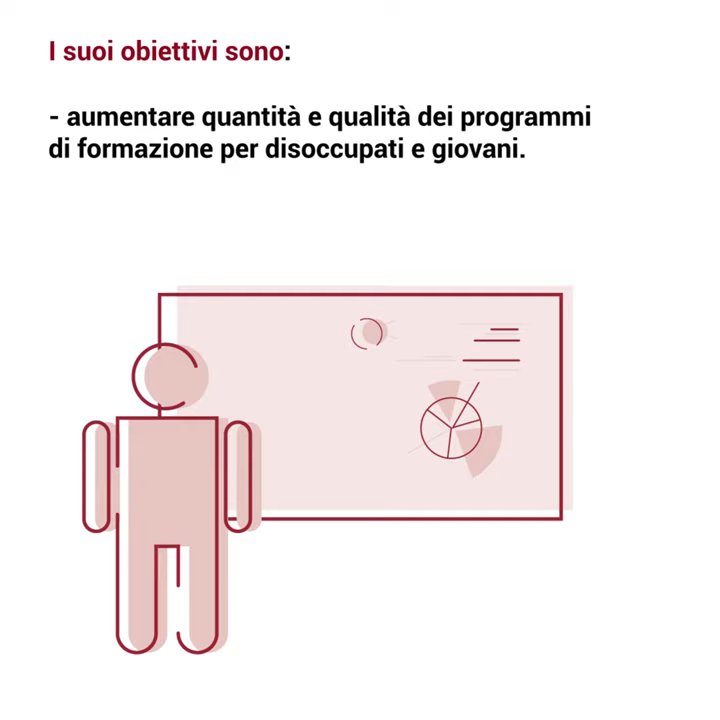 I suoi obiettivi sono:
- aumentare quantità e qualità dei programmi
di formazione per disoccupati e giovani.